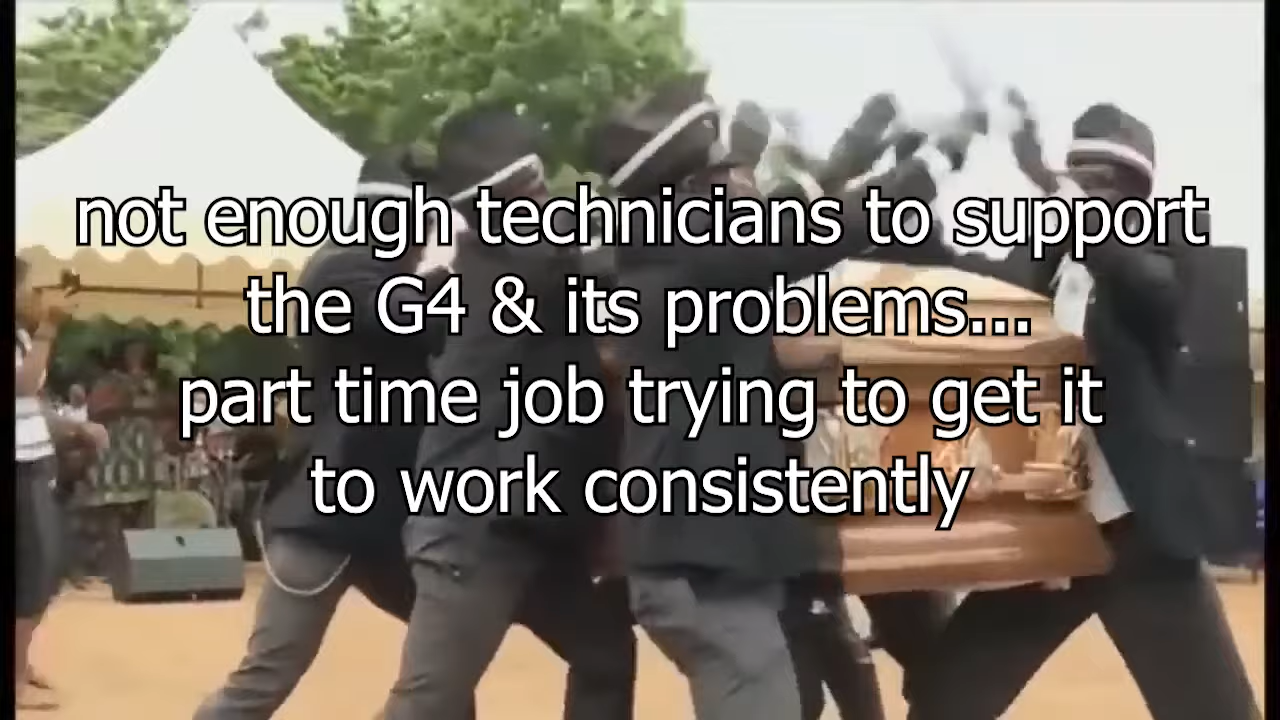 not enough technicians to support
the G4 & its problems...
part time job trying to get it
to work consistently